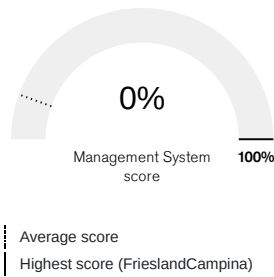 0%
Management System
score
100%
Average score
Highest score (FrieslandCampina)